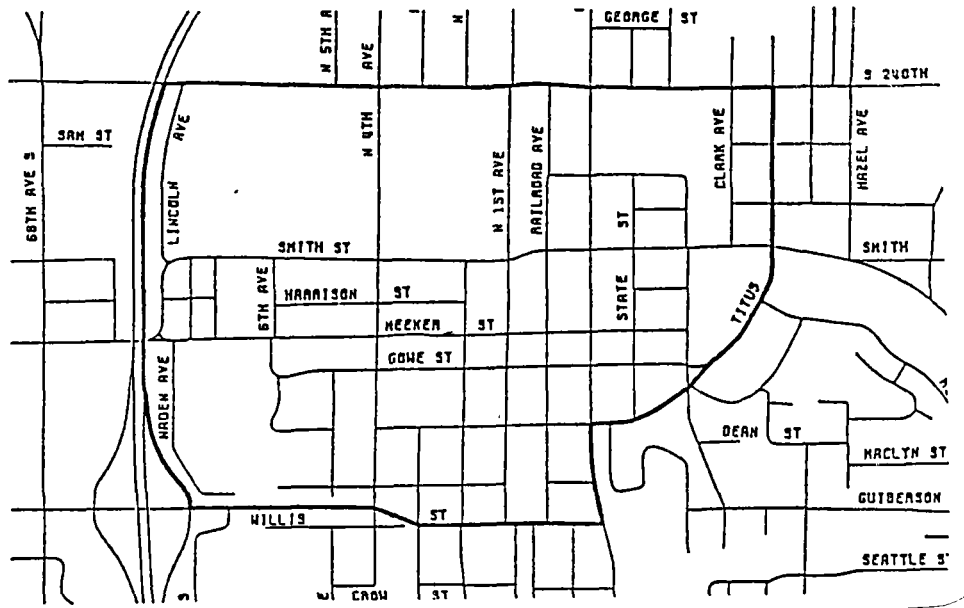 GEORGE ST
N 5TH A
AVE
N
S 240TH
SAM ST
AVE
N 4TH
N 1ST AVE
RAILROAD AVE
CLARK AVE
HAZEL AVE
68TH AVE S
LINCOLN
ST
SMITH ST
SMITH
6TH AVE
HARRISON ST
STATE
TITUS
MEEKER ST
GOWE ST
NADEN AVE
DEAN ST
MACLYN ST
GUIBERSON
WILLIS ST
SEATTLE S
S
CROW ST